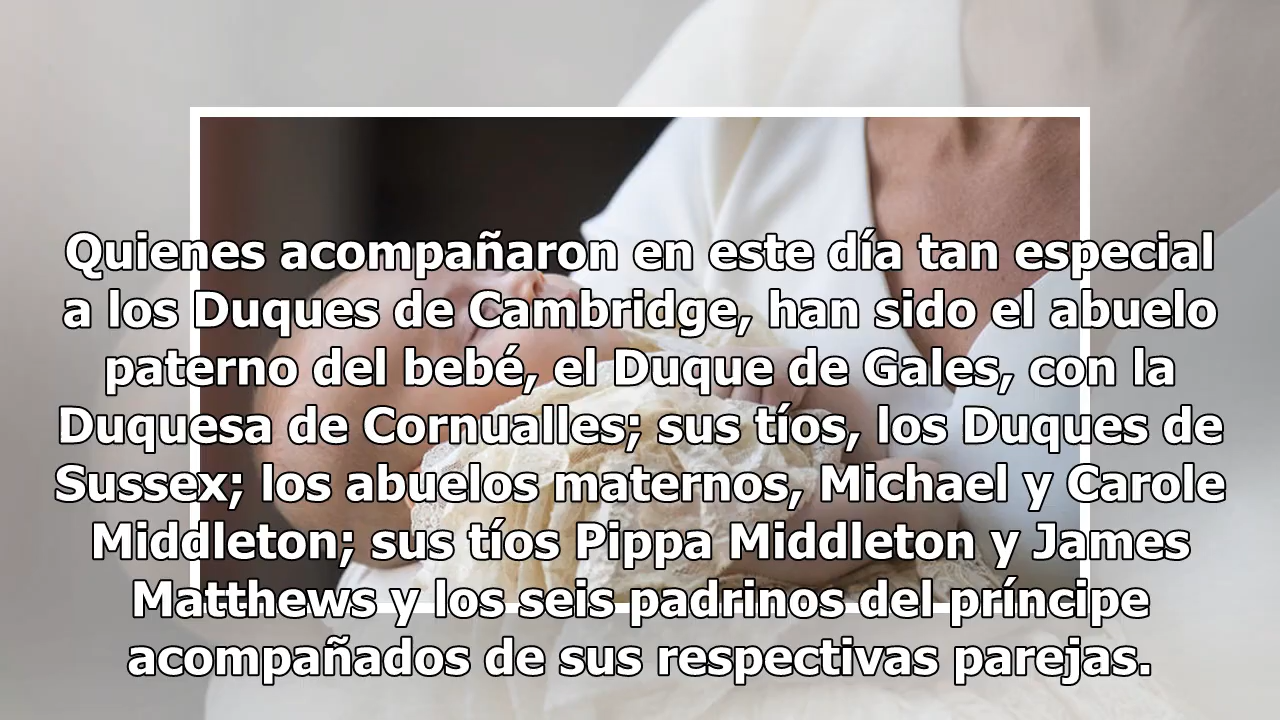 Quienes acompañaron en este día tan especial
a los Duques de Cambridge, han sido el abuelo
paterno del bebé, el Duque de Gales, con la
Duquesa de Cornualles; sus tíos, los Duques de
Sussex; los abuelos maternos, Michael y Carole
Middleton; sus tíos Pippa Middleton y James
Matthews y los seis padrinos del príncipe
acompañados de sus respectivas parejas.